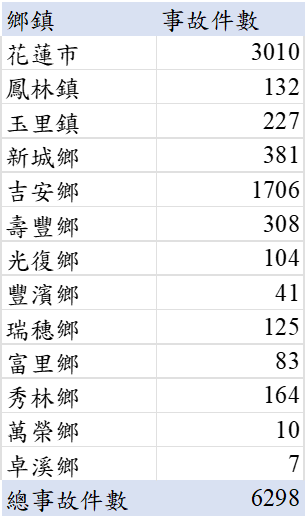 鄉鎮 事故件數
花蓮市 3010
鳳林鎮 132
玉里鎮 227
新城鄉 381
吉安鄉 1706
壽豐鄉 308
光復鄉 104
豐濱鄉 41
瑞穗鄉 125
富里鄉 83
秀林鄉 164
萬榮鄉 10
卓溪鄉 7
總事故件數 6298